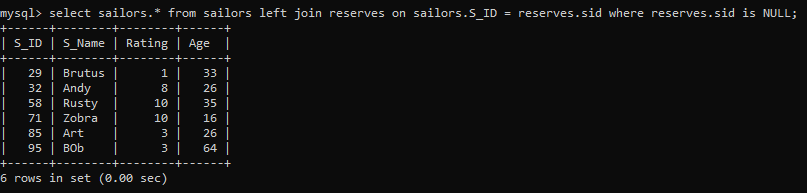 mysql> select sailors.* from sailors left join reserves on sailors.S_ID = reserves.sid where reserves.sid is NULL;
+------+--------+--------+------+
| S_ID | S_Name | Rating | Age  |
+------+--------+--------+------+
|   29 | Brutus |      1 |   33 |
|   32 | Andy   |      8 |   26 |
|   58 | Rusty  |     10 |   35 |
|   71 | Zobra  |     10 |   16 |
|   85 | Art    |      3 |   26 |
|   95 | BOb    |      3 |   64 |
+------+--------+--------+------+
6 rows in set (0.00 sec)